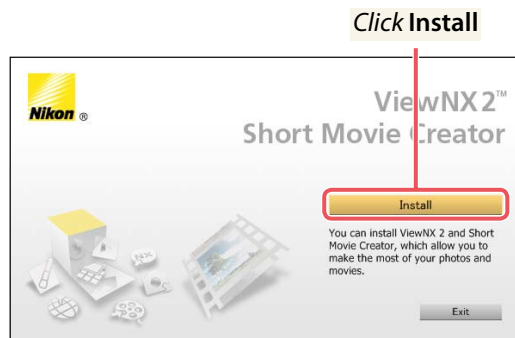 Click Install
Nikon ®
ViewNX 2™
Short Movie Creator
Install
You can install ViewNX 2 and Short
Movie Creator, which allow you to
make the most of your photos and
movies.
NX
Exit